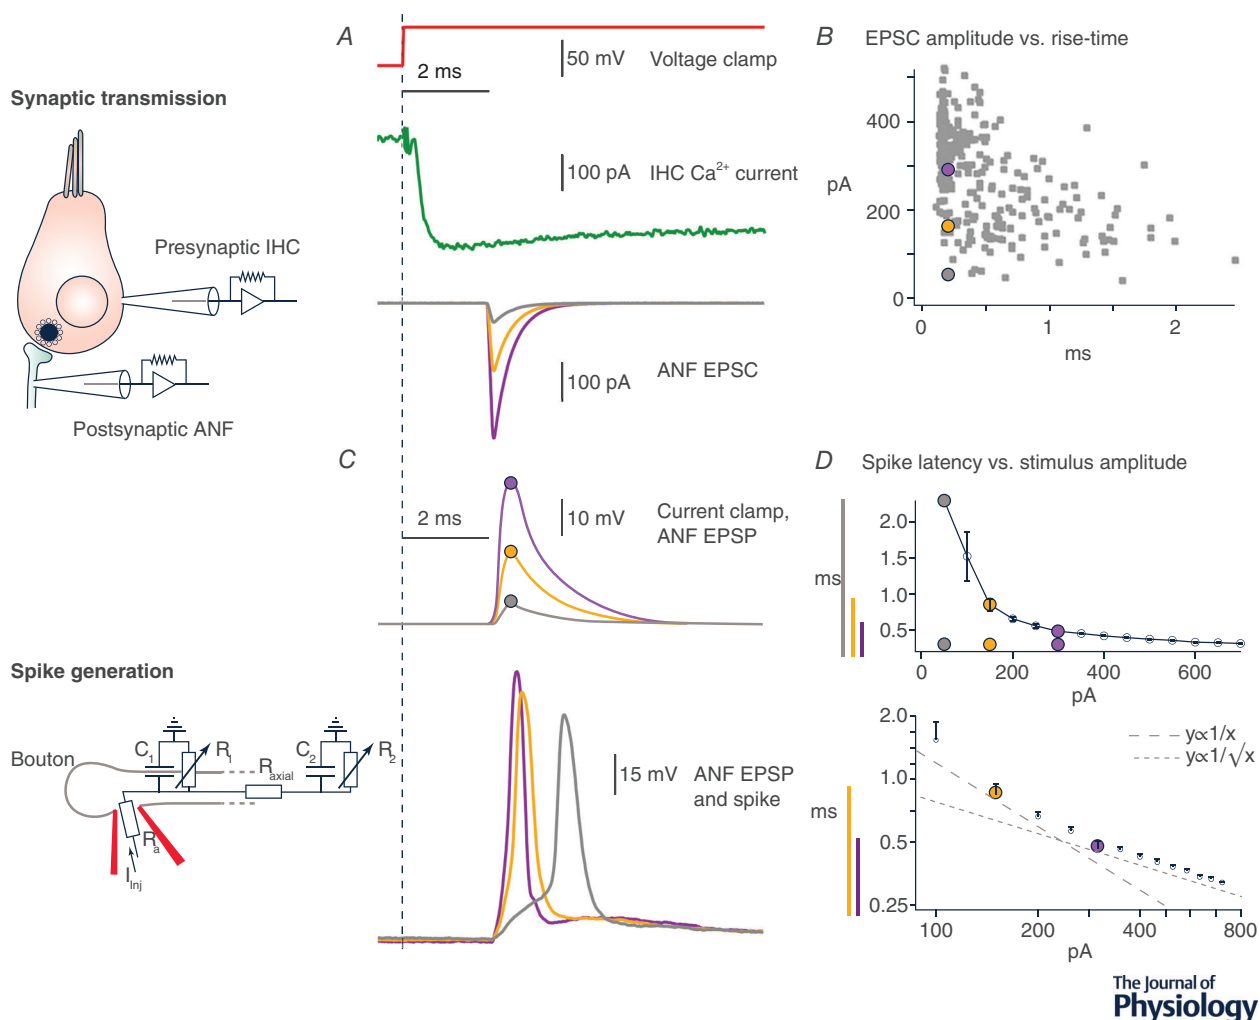 Synaptic transmission
Presynaptic IHC
Postsynaptic ANF
A
2 ms
50 mV
Voltage clamp
100 pA
IHC Ca²⁺ current
100 pA
ANF EPSC
B
EPSC amplitude vs. rise-time
400
pA
200
0
0
1
2
ms
C
2 ms
10 mV
Current clamp,
ANF EPSP
15 mV
ANF EPSP
and spike
D
Spike latency vs. stimulus amplitude
2.0
1.5
ms
1.0
0.5
0
200
400
600
pA
2.0
y∝1/x
y∝1/√x
1.0
ms
0.5
0.25
100
200
400
800
pA
Spike generation
Bouton
C₁
R₁
R axial
C₂
R₂
Rₐ
I Inj
The Journal of
Physiology